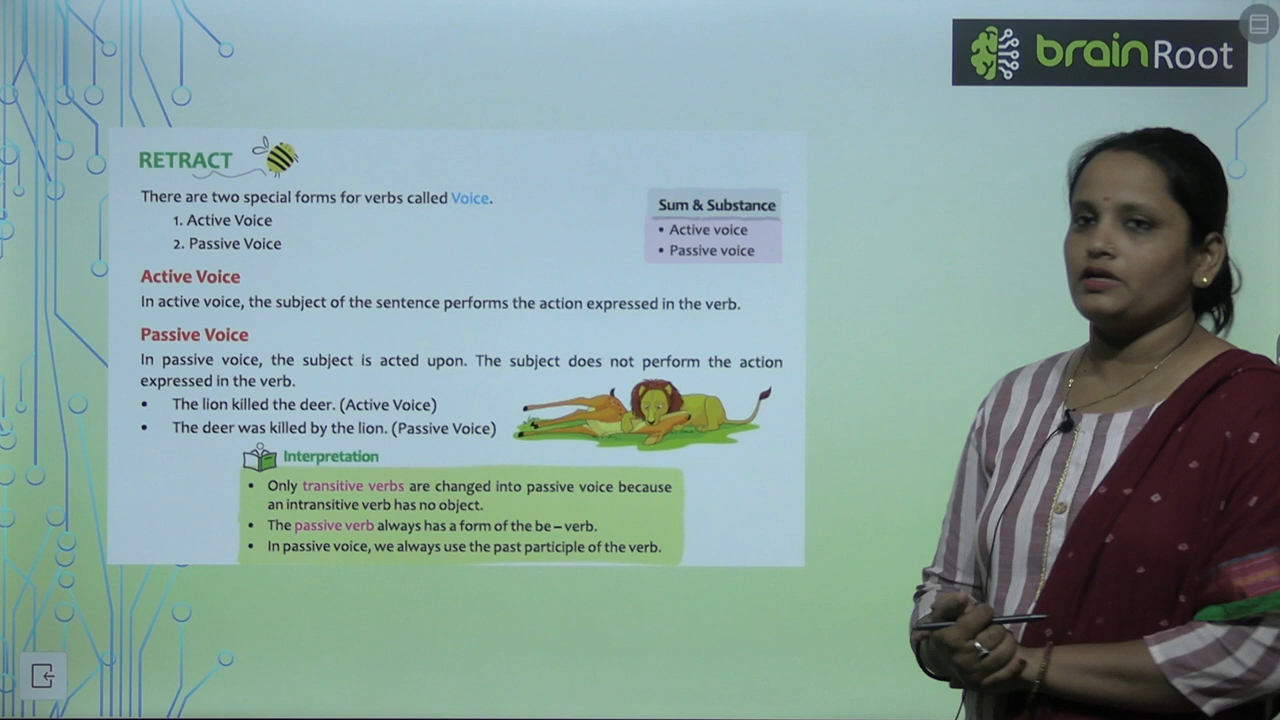 brainRoot
RETRACT
There are two special forms for verbs called Voice.
1. Active Voice
2. Passive Voice
Sum & Substance
• Active voice
• Passive voice
Active Voice
In active voice, the subject of the sentence performs the action expressed in the verb.
Passive Voice
In passive voice, the subject is acted upon. The subject does not perform the action
expressed in the verb.
• The lion killed the deer. (Active Voice)
• The deer was killed by the lion. (Passive Voice)
Interpretation
• Only transitive verbs are changed into passive voice because
an intransitive verb has no object.
• The passive verb always has a form of the be – verb.
• In passive voice, we always use the past participle of the verb.